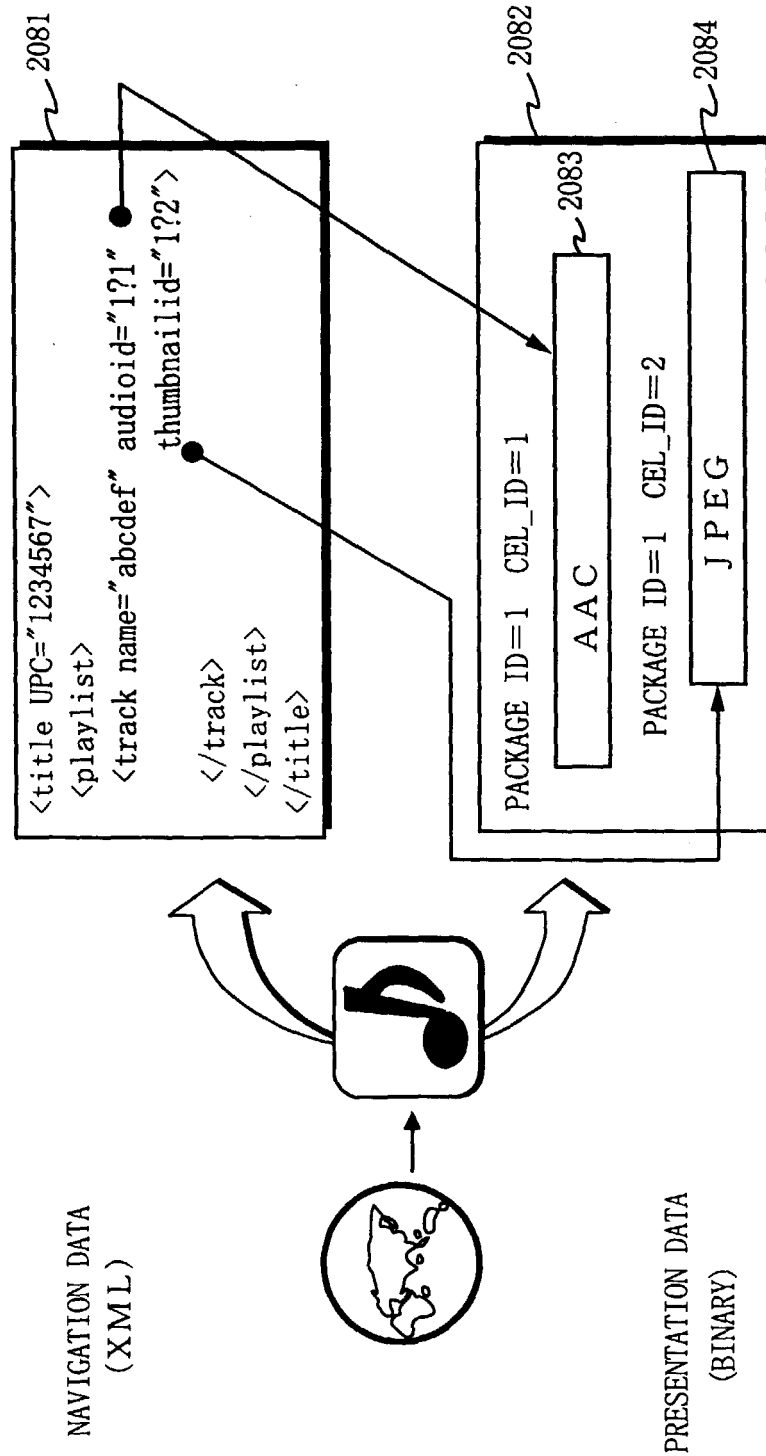 NAVIGATION DATA
(XML)
<title UPC="1234567">
<playlist>
<track name="abcdef" audioid="1?1"
thumbnailid="1?2">
</track>
</playlist>
</title>
2081
PRESENTATION DATA
(BINARY)
PACKAGE ID=1 CEL_ID=1
AAC
2083
PACKAGE ID=1 CEL_ID=2
JPEG
2082
2084